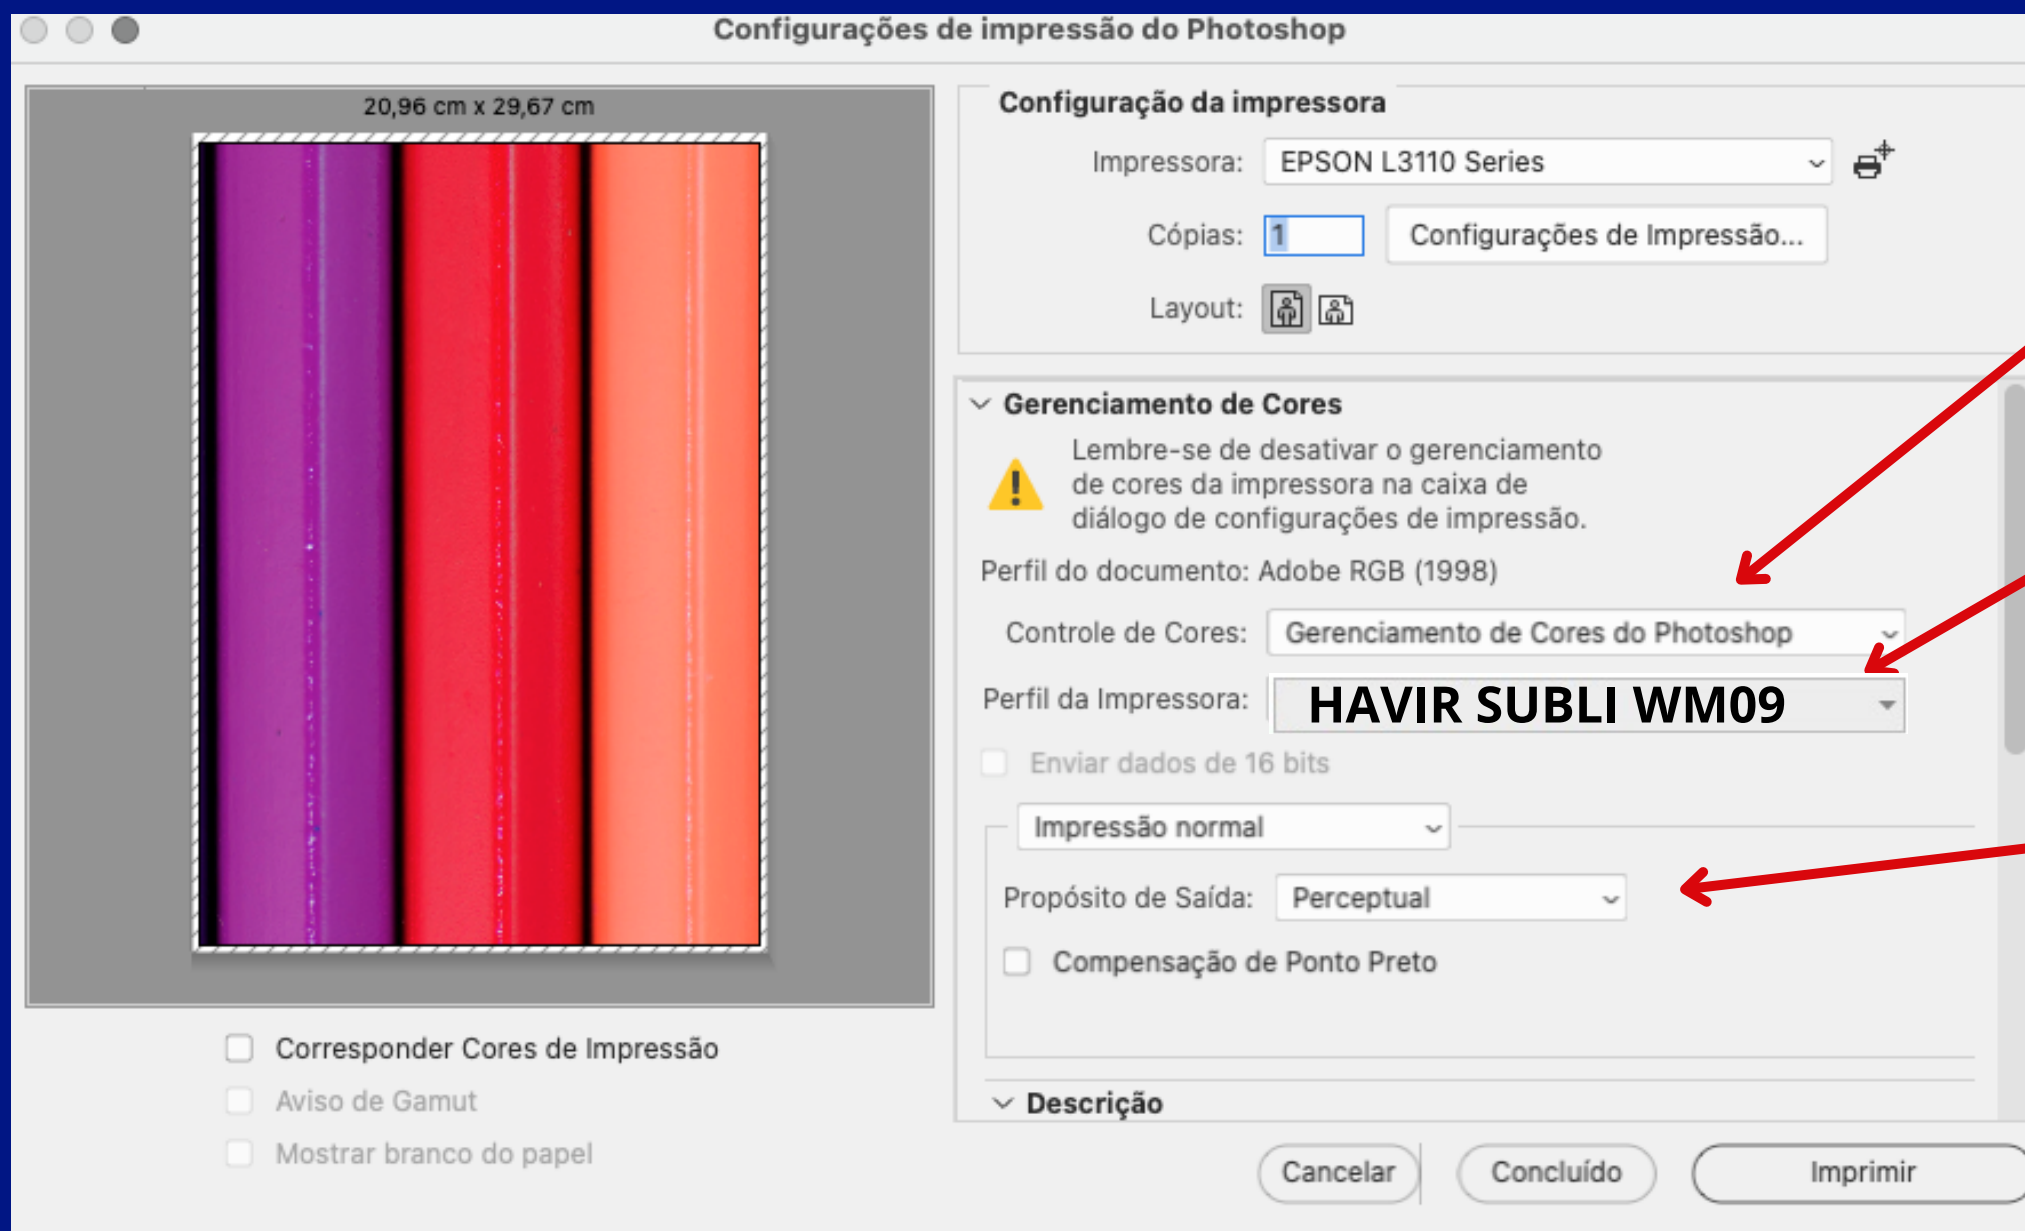 Configurações de impressão do Photoshop
20,96 cm x 29,67 cm
Corresponder Cores de Impressão
Aviso de Gamut
Mostrar branco do papel
Configuração da impressora
Impressora: EPSON L3110 Series
Cópias: 1 Configurações de Impressão...
Layout:
Gerenciamento de Cores
Lembre-se de desativar o gerenciamento
de cores da impressora na caixa de
diálogo de configurações de impressão.
Perfil do documento: Adobe RGB (1998)
Controle de Cores: Gerenciamento de Cores do Photoshop
Perfil da Impressora: HAVIR SUBLI WM09
Enviar dados de 16 bits
Impressão normal
Propósito de Saída: Perceptual
Compensação de Ponto Preto
Descrição
Cancelar Concluído Imprimir